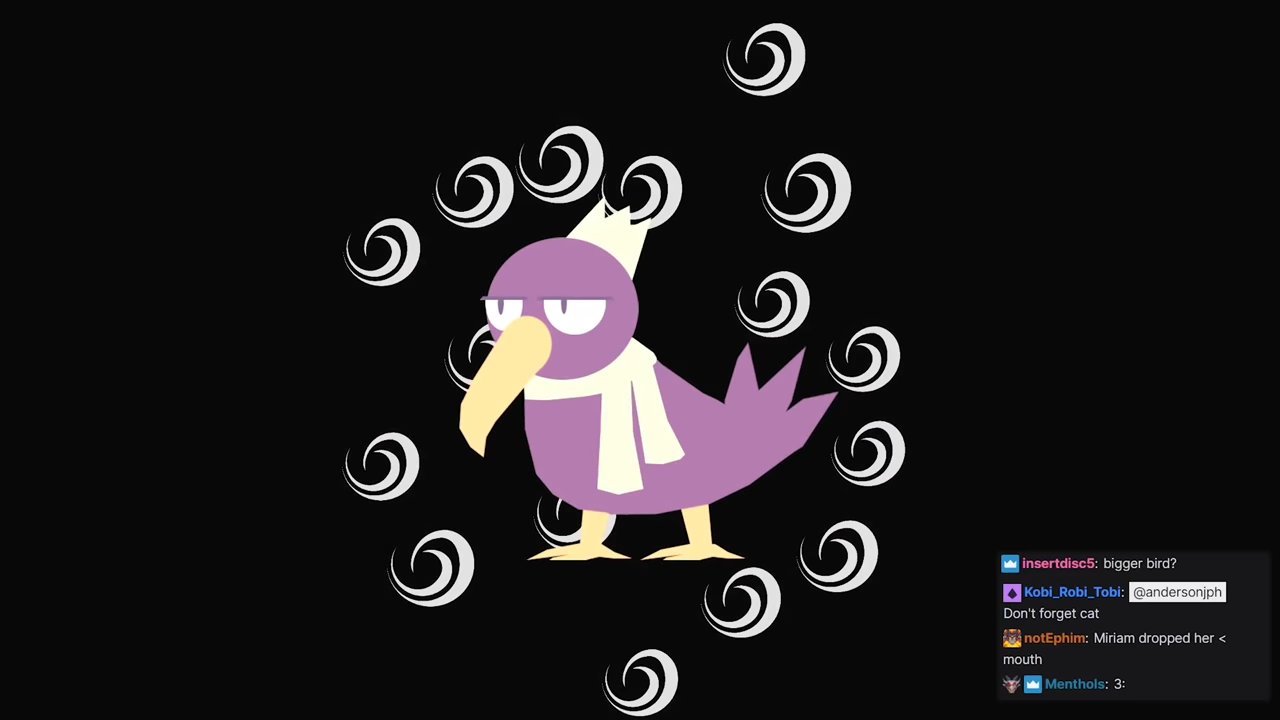 insertdisc5: bigger bird?
Kobi_Robi_Tobi: @andersonjph
Don't forget cat
notEphim: Miriam dropped her <
mouth
Menthols: 3: